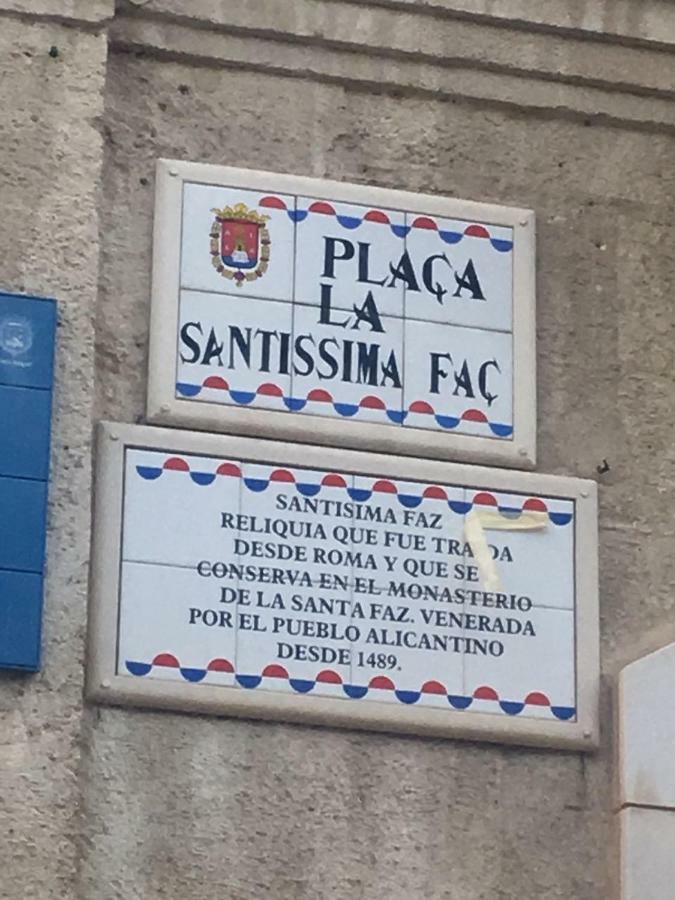 PLAÇA
LA
SANTISSIMA FAÇ
SANTISIMA FAZ
RELIQUIA QUE FUE TRAIDA
DESDE ROMA Y QUE SE
CONSERVA EN EL MONASTERIO
DE LA SANTA FAZ. VENERADA
POR EL PUEBLO ALICANTINO
DESDE 1489.